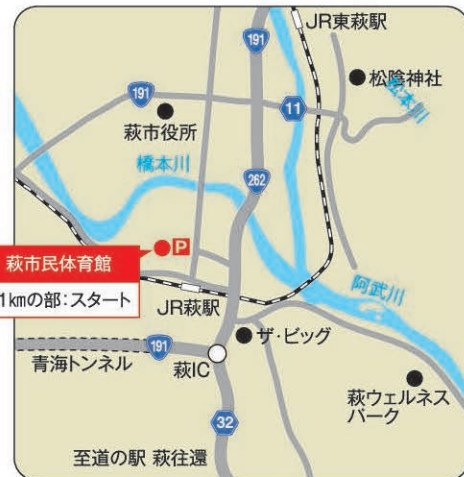 JR東萩駅
191
松陰神社
191
11
松本川
萩市役所
橋本川
262
P
萩市民体育館
1kmの部：スタート
阿武川
JR萩駅
ザ・ビッグ
191
青海トンネル
萩IC
萩ウェルネス
パーク
32
至道の駅 萩往還